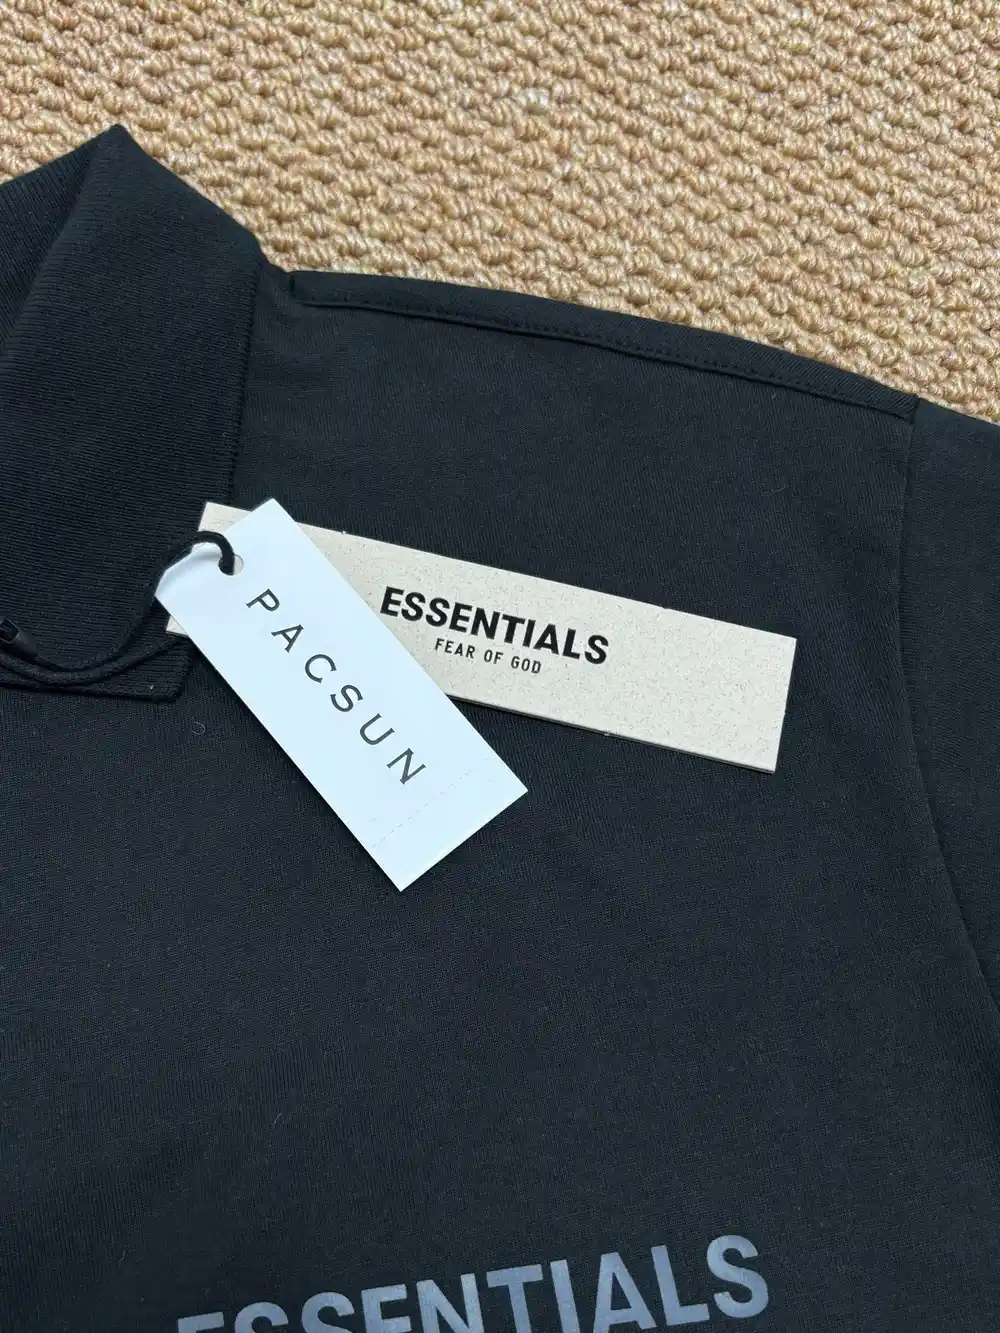 PACSUN
ESSENTIALS
FEAR OF GOD
ESSENTIALS